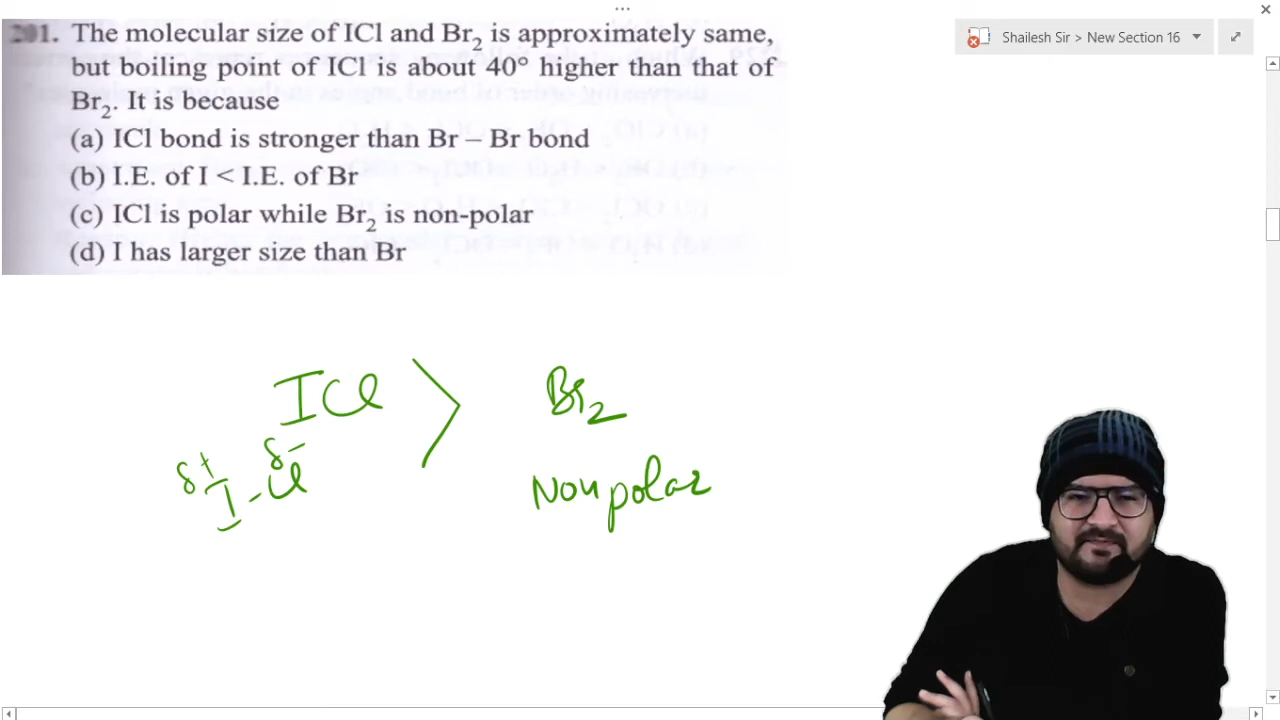 ...
Shailesh Sir > New Section 16
201. The molecular size of ICl and Br₂ is approximately same,
but boiling point of ICl is about 40° higher than that of
Br₂. It is because
(a) ICl bond is stronger than Br – Br bond
(b) I.E. of I < I.E. of Br
(c) ICl is polar while Br₂ is non-polar
(d) I has larger size than Br
ICl > Br₂
δ+ δ−
I - Cl
Non polar